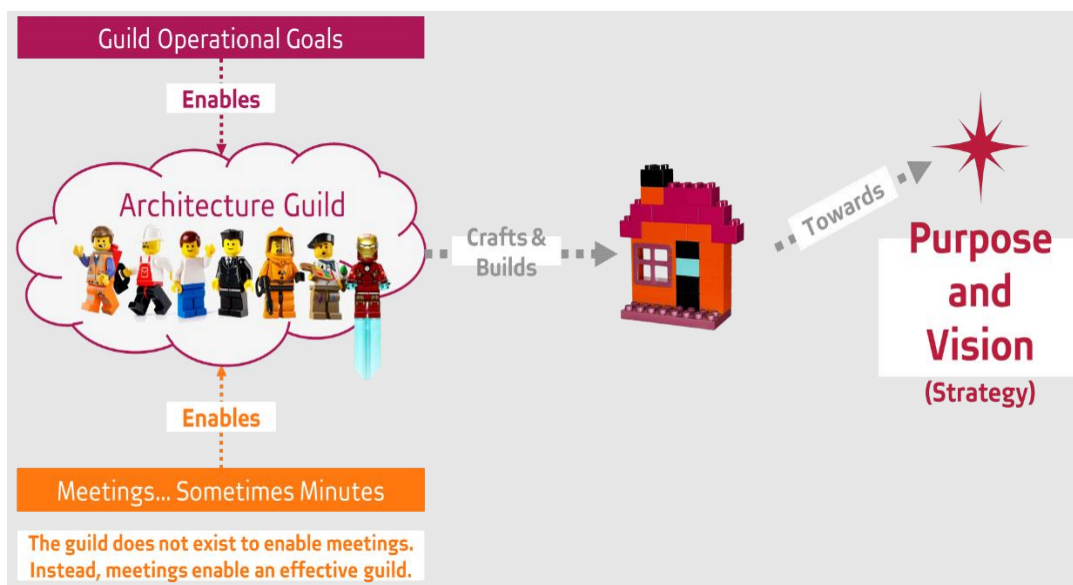 Guild Operational Goals
Enables
Architecture Guild
Crafts &
Builds
Towards
Purpose
and
Vision
(Strategy)
Enables
Meetings... Sometimes Minutes
The guild does not exist to enable meetings.
Instead, meetings enable an effective guild.